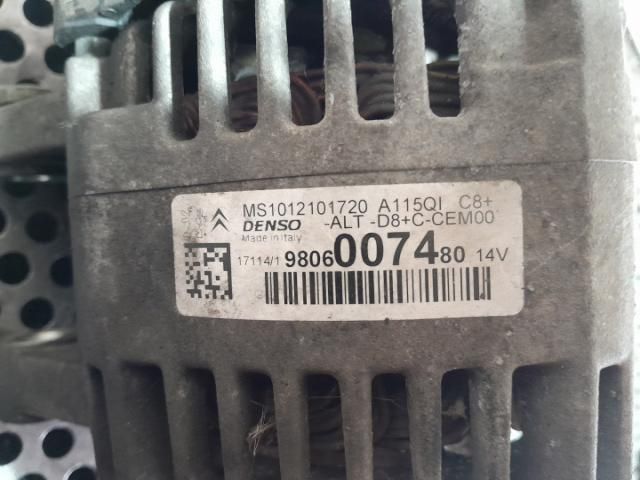 MS1012101720 A115QI C8+
DENSO -ALT -D8+C-CEM00
Made in Italy
17114/1 9806007480 14V